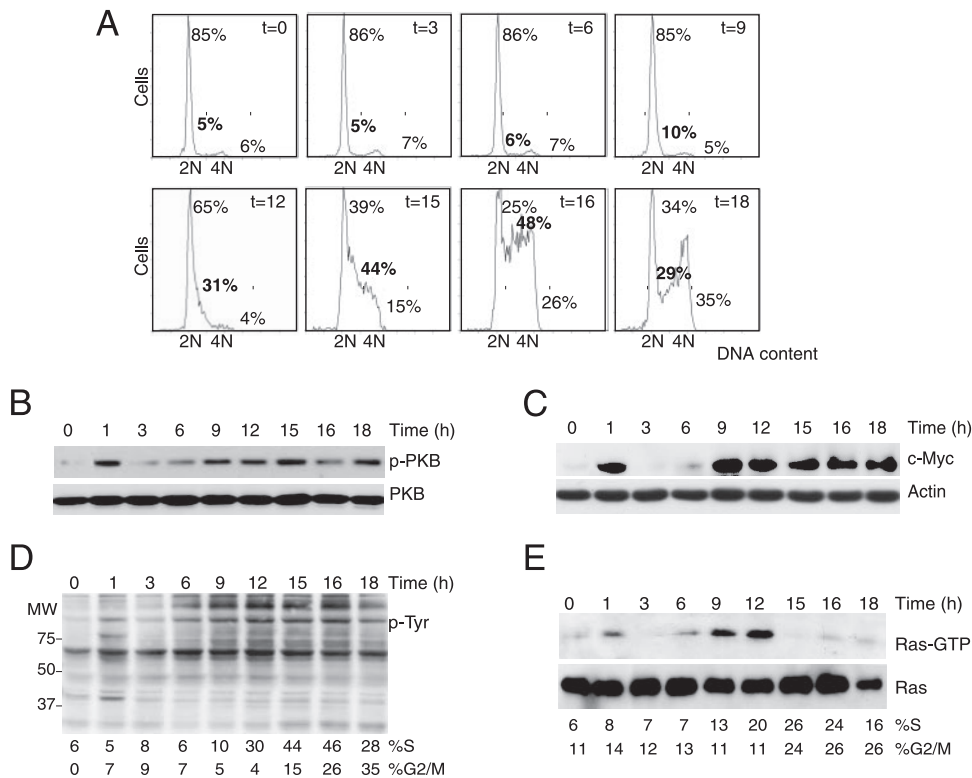 A
85% t=0
86% t=3
86% t=6
85% t=9
Cells
5% 6%
5% 7%
6% 7%
10% 5%
2N 4N
2N 4N
2N 4N
2N 4N
65% t=12
39% t=15
25% t=16
34% t=18
Cells
48%
31% 4%
44% 15%
26%
29% 35%
2N 4N
2N 4N
2N 4N
2N 4N
DNA content
B
0 1 3 6 9 12 15 16 18 Time (h)
p-PKB
PKB
C
0 1 3 6 9 12 15 16 18 Time (h)
c-Myc
Actin
D
0 1 3 6 9 12 15 16 18 Time (h)
MW
p-Tyr
75
50
37
6 5 8 6 10 30 44 46 28 %S
0 7 9 7 5 4 15 26 35 %G2/M
E
0 1 3 6 9 12 15 16 18 Time (h)
Ras-GTP
Ras
6 8 7 7 13 20 26 24 16 %S
11 14 12 13 11 11 24 26 26 %G2/M